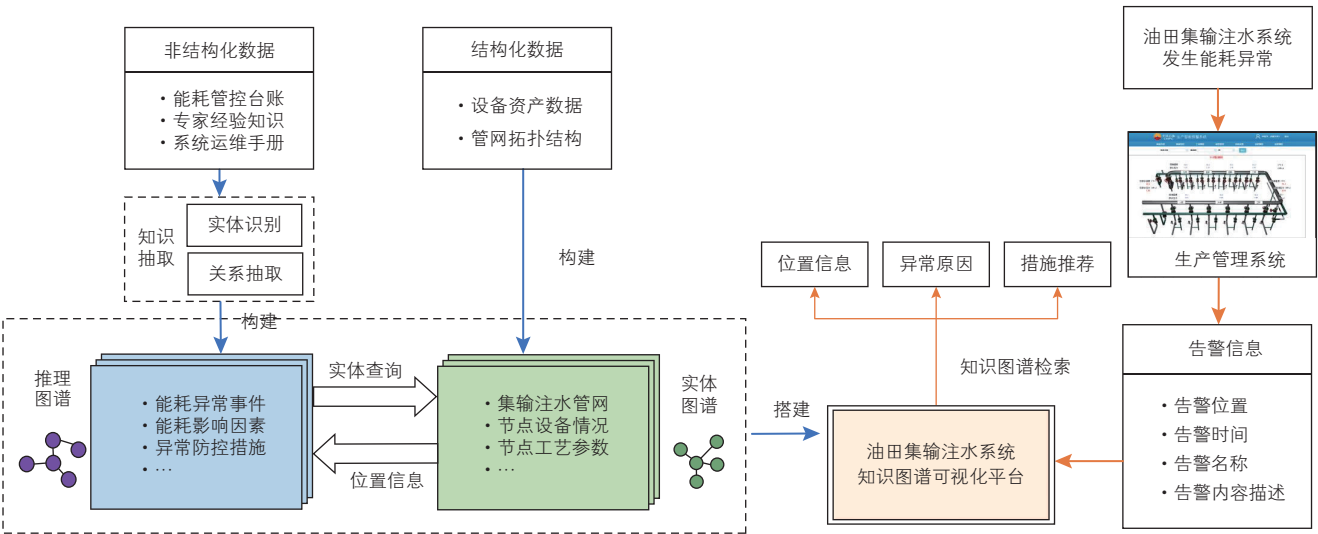 非结构化数据
·能耗管控台账
·专家经验知识
·系统运维手册
结构化数据
·设备资产数据
·管网拓扑结构
油田集输注水系统
发生能耗异常
知识
抽取
实体识别
关系抽取
构建
构建
位置信息
异常原因
措施推荐
生产管理系统
推理
图谱
·能耗异常事件
·能耗影响因素
·异常防控措施
·…
实体查询
位置信息
·集输注水管网
·节点设备情况
·节点工艺参数
·…
实体
图谱
搭建
知识图谱检索
油田集输注水系统
知识图谱可视化平台
告警信息
·告警位置
·告警时间
·告警名称
·告警内容描述